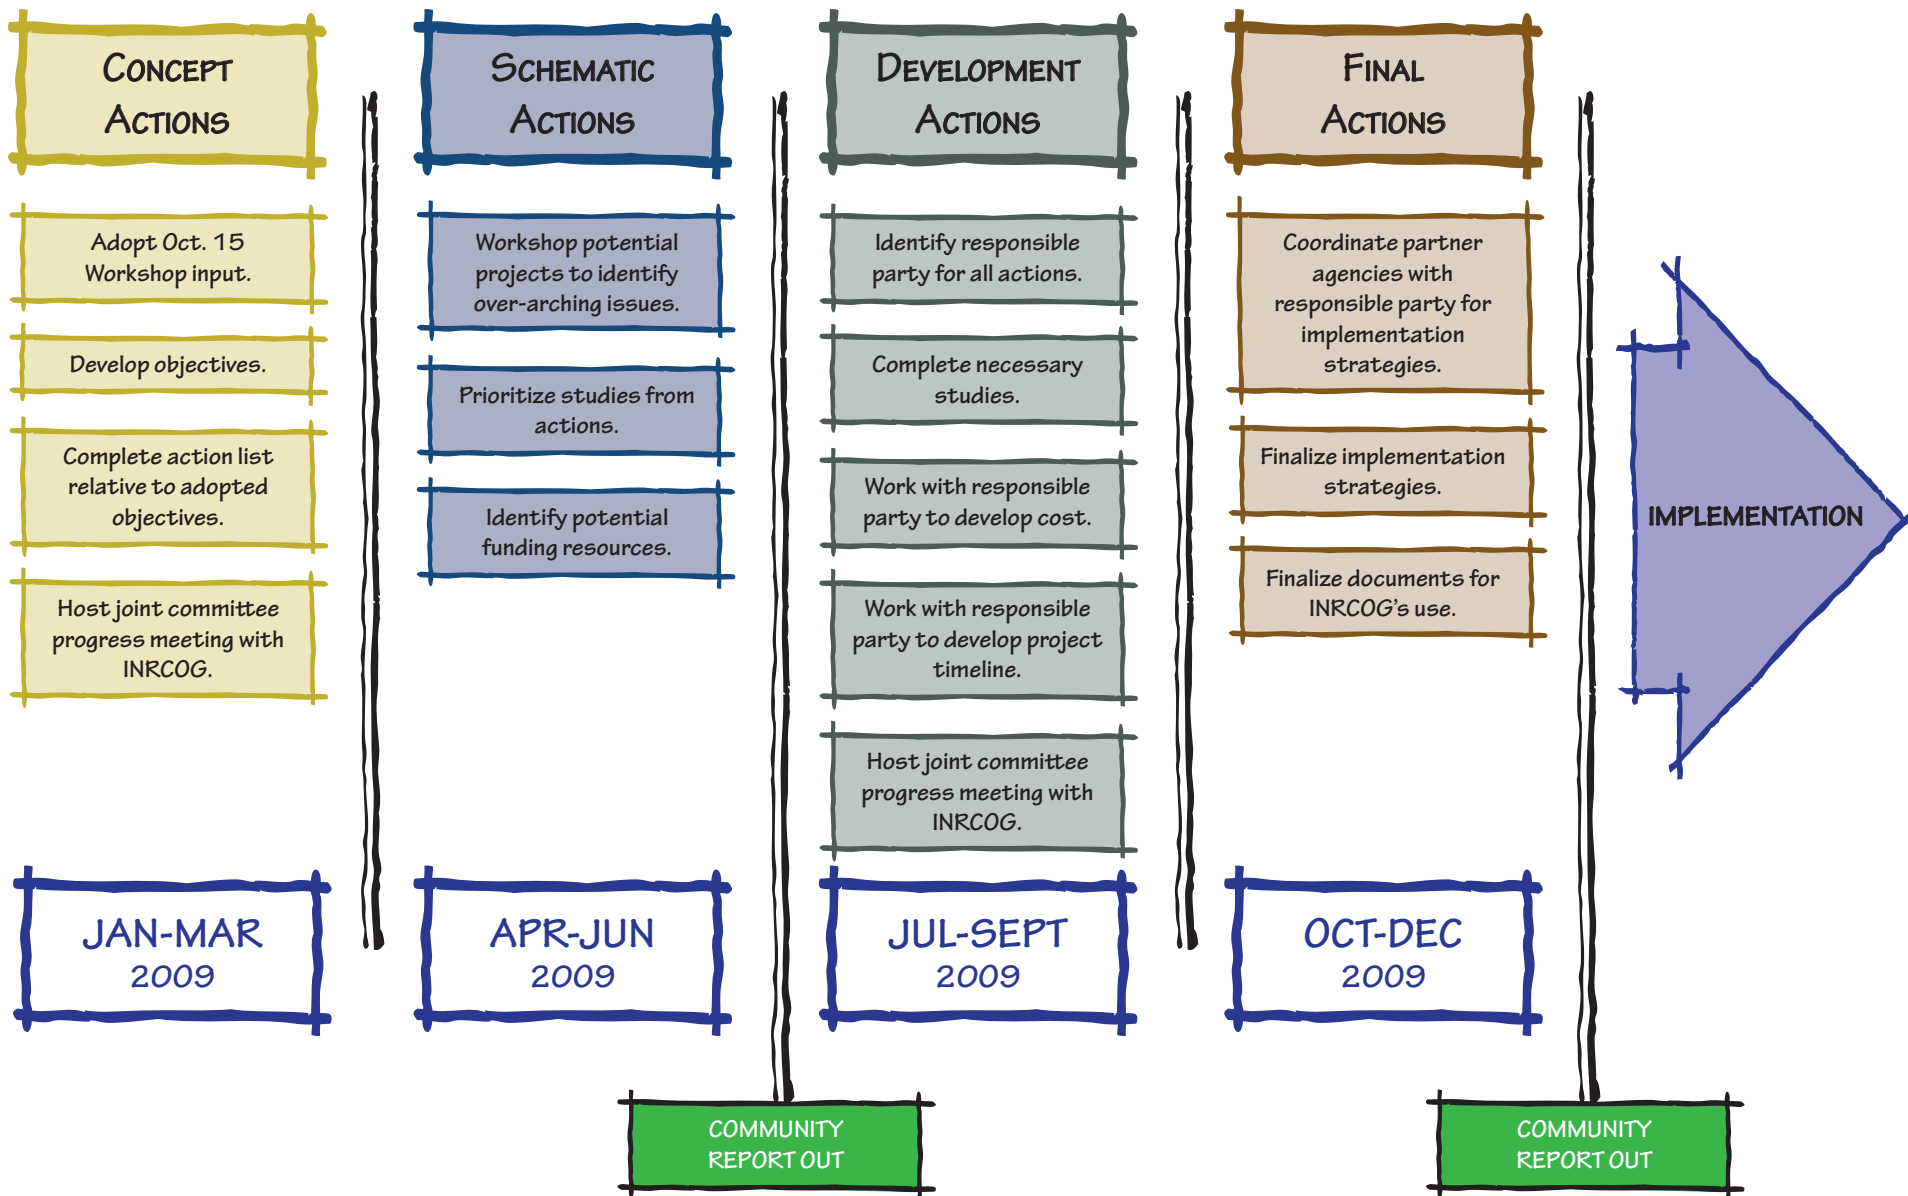 CONCEPT
ACTIONS
Adopt Oct. 15
Workshop input.
Develop objectives.
Complete action list
relative to adopted
objectives.
Host joint committee
progress meeting with
INRCOG.
JAN-MAR
2009
SCHEMATIC
ACTIONS
Workshop potential
projects to identify
over-arching issues.
Prioritize studies from
actions.
Identify potential
funding resources.
APR-JUN
2009
COMMUNITY
REPORT OUT
DEVELOPMENT
ACTIONS
Identify responsible
party for all actions.
Complete necessary
studies.
Work with responsible
party to develop cost.
Work with responsible
party to develop project
timeline.
Host joint committee
progress meeting with
INRCOG.
JUL-SEPT
2009
FINAL
ACTIONS
Coordinate partner
agencies with
responsible party for
implementation
strategies.
Finalize implementation
strategies.
Finalize documents for
INRCOG's use.
OCT-DEC
2009
COMMUNITY
REPORT OUT
IMPLEMENTATION